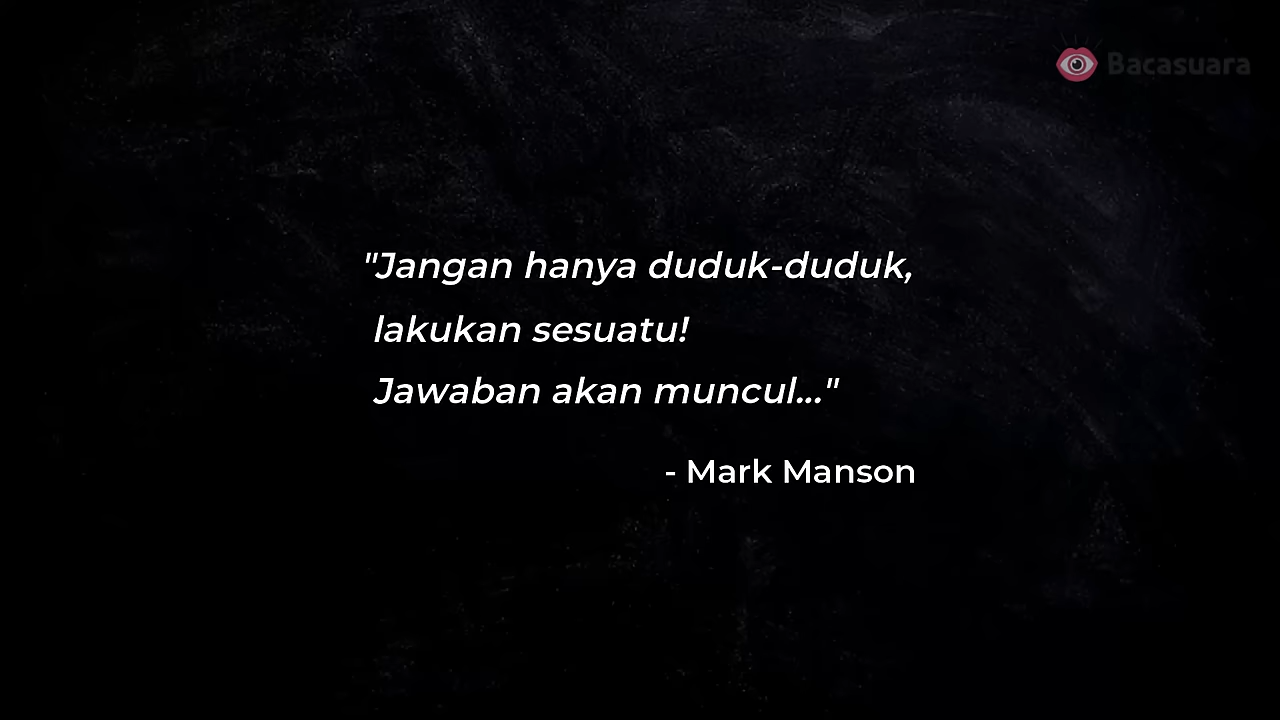 Bacasuara
"Jangan hanya duduk-duduk,
lakukan sesuatu!
Jawaban akan muncul..."
- Mark Manson